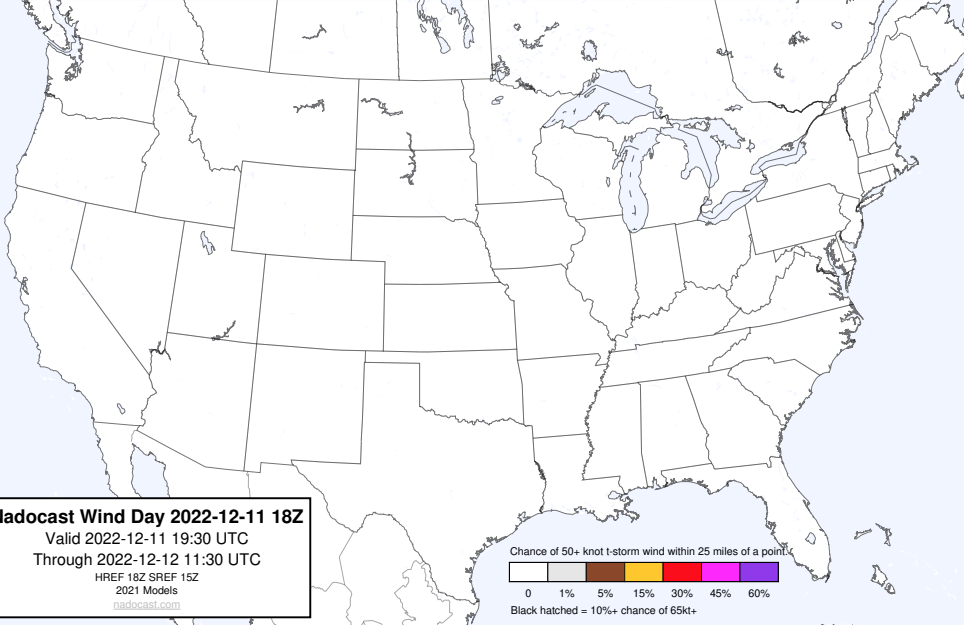 adocast Wind Day 2022-12-11 18Z
Valid 2022-12-11 19:30 UTC
Through 2022-12-12 11:30 UTC
HREF 18Z SREF 15Z
2021 Models
nadocast.com
Chance of 50+ knot t-storm wind within 25 miles of a point.
0 1% 5% 15% 30% 45% 60%
Black hatched = 10%+ chance of 65kt+